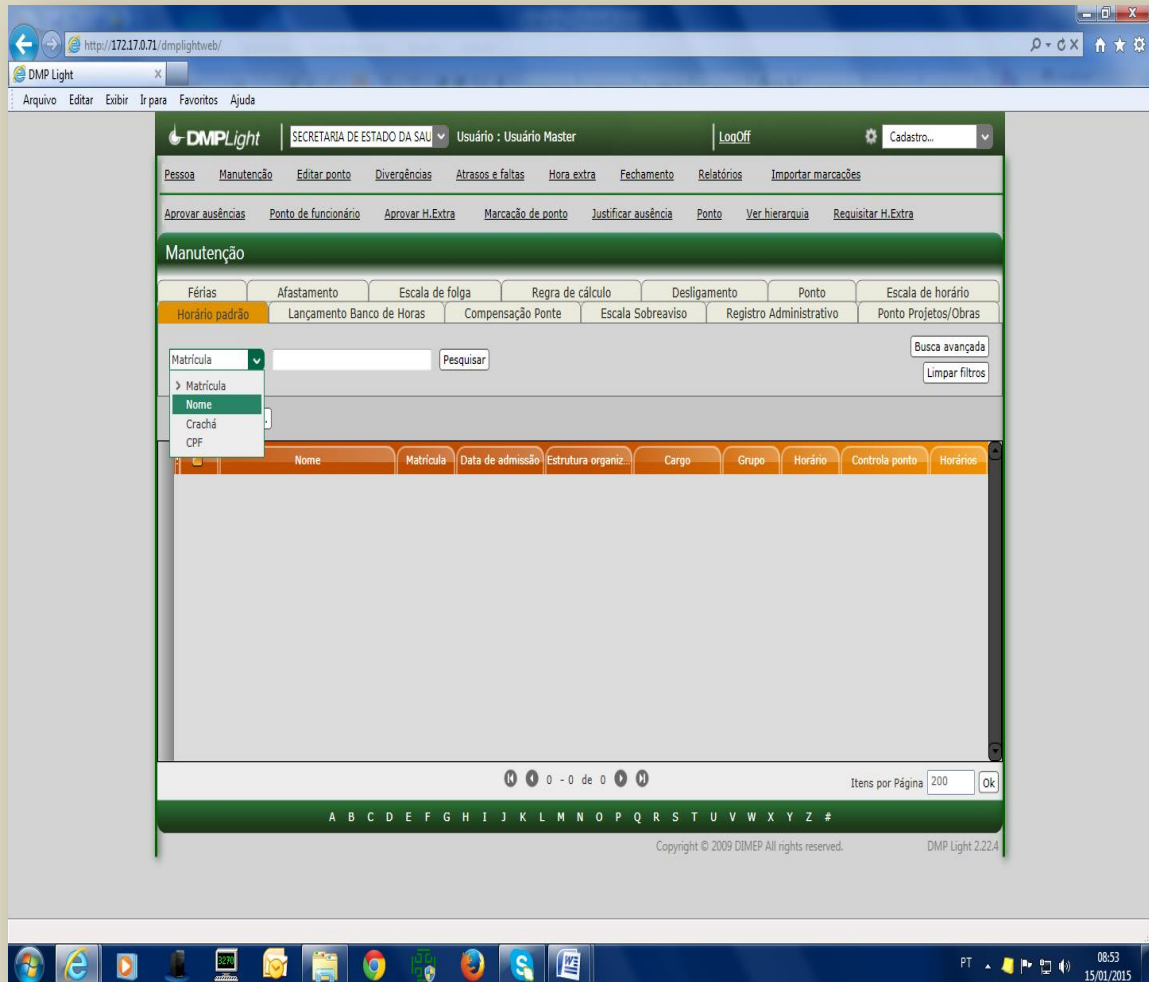 http://172.17.0.71/dmplightweb/
DMP Light
Arquivo Editar Exibir Ir para Favoritos Ajuda
DMPLight SECRETARIA DE ESTADO DA SAU Usuário : Usuário Master LogOff Cadastro...
Pessoa Manutenção Editar ponto Divergências Atrasos e faltas Hora extra Fechamento Relatórios Importar marcações
Aprovar ausências Ponto de funcionário Aprovar H.Extra Marcação de ponto Justificar ausência Ponto Ver hierarquia Requisitar H.Extra
Manutenção
Férias Afastamento Escala de folga Regra de cálculo Desligamento Ponto Escala de horário
Horário padrão Lançamento Banco de Horas Compensação Ponte Escala Sobreaviso Registro Administrativo Ponto Projetos/Obras
Busca avançada
Matrícula Pesquisar
Limpar filtros
> Matrícula
Nome
Crachá
CPF
Nome Matrícula Data de admissão Estrutura organiz... Cargo Grupo Horário Controla ponto Horários
0 - 0 de 0
Itens por Página 200 Ok
A B C D E F G H I J K L M N O P Q R S T U V W X Y Z #
Copyright © 2009 DIMEP All rights reserved. DMP Light 2.22.4
3270
PT 08:53
15/01/2015